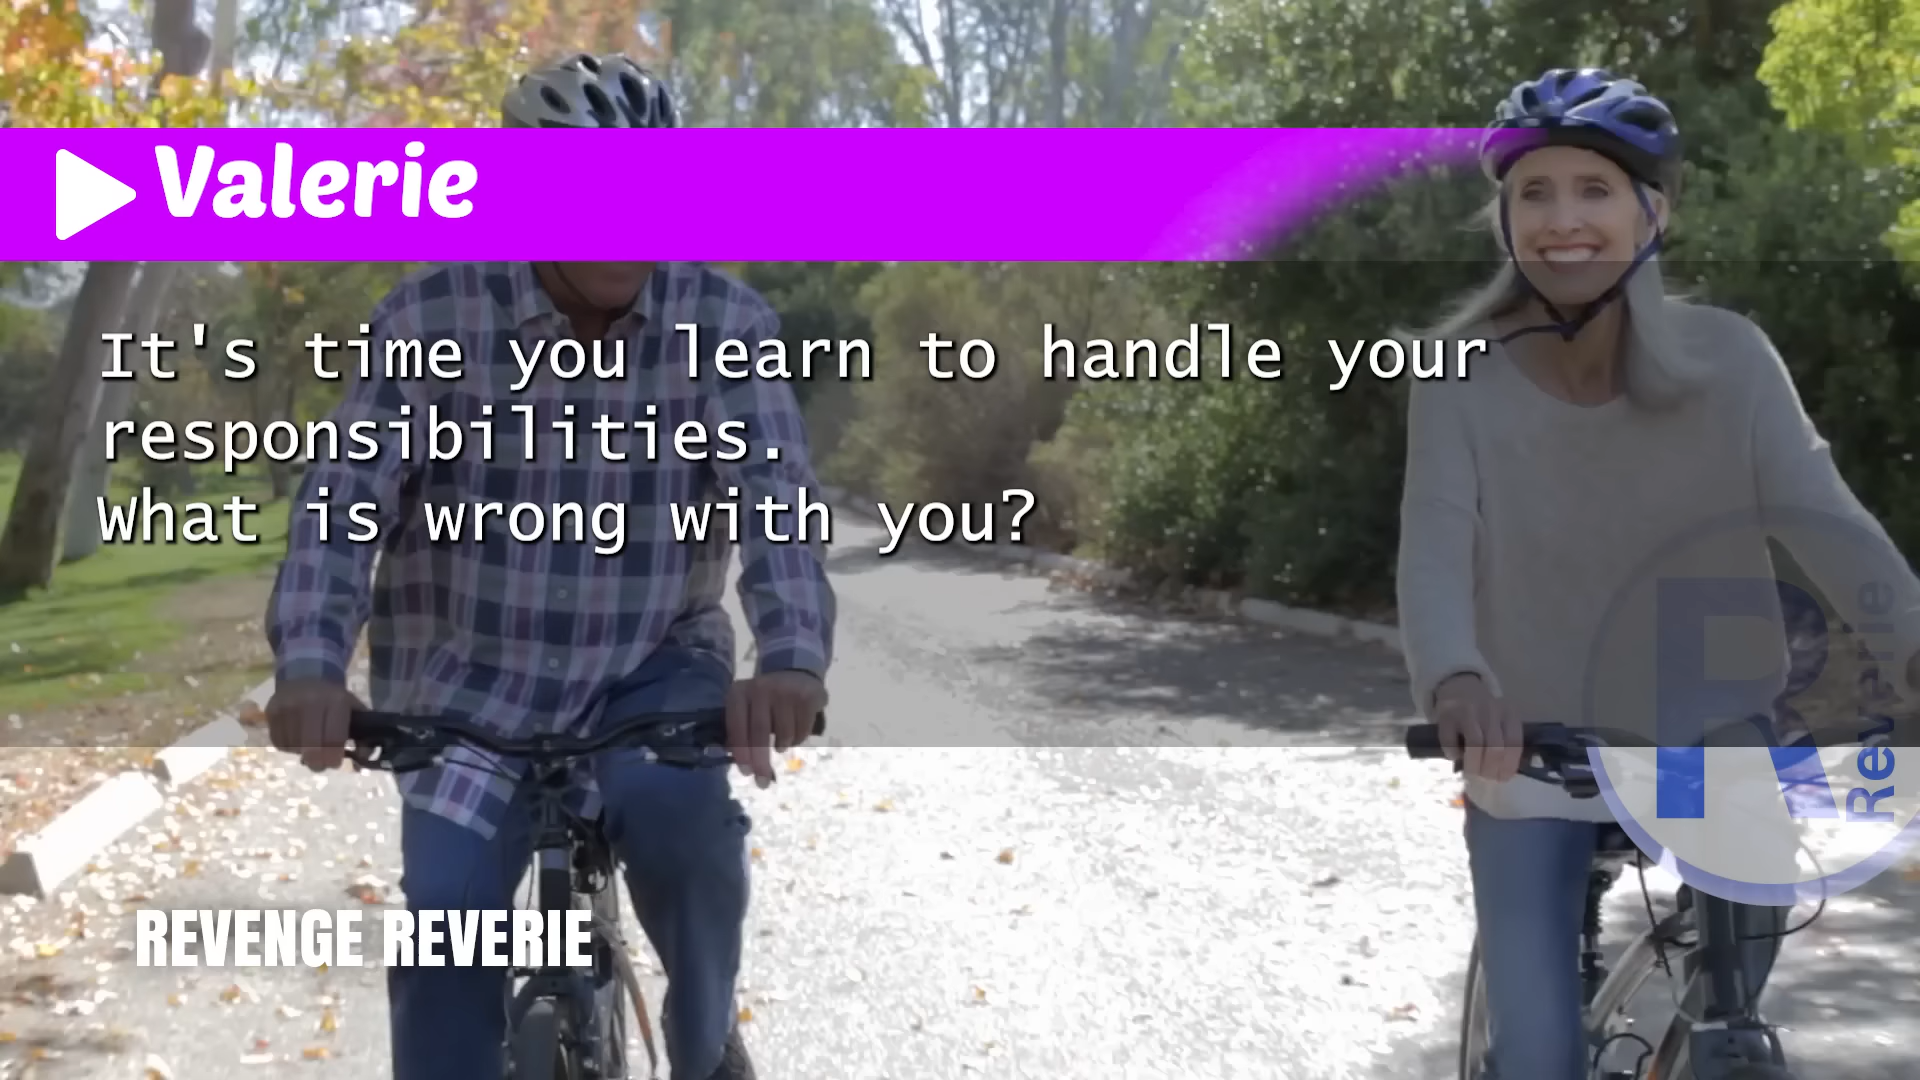 Valerie
It's time you learn to handle your
responsibilities.
What is wrong with you?
R
Reverie
REVENGE REVERIE